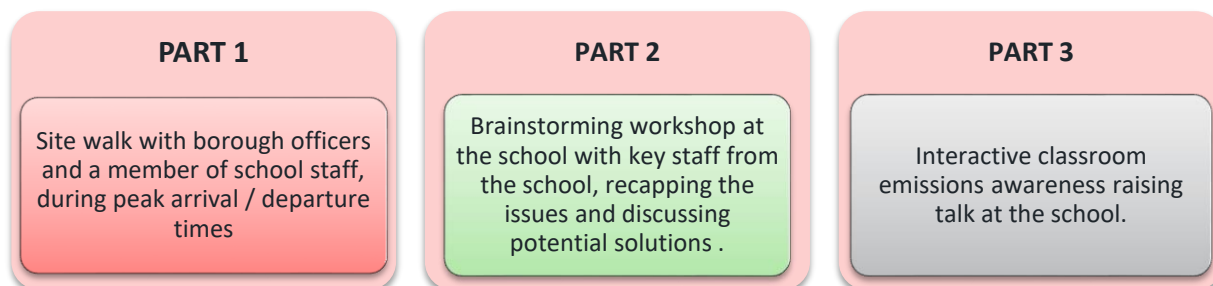 PART 1
Site walk with borough officers
and a member of school staff,
during peak arrival / departure
times
PART 2
Brainstorming workshop at
the school with key staff from
the school, recapping the
issues and discussing
potential solutions .
PART 3
Interactive classroom
emissions awareness raising
talk at the school.